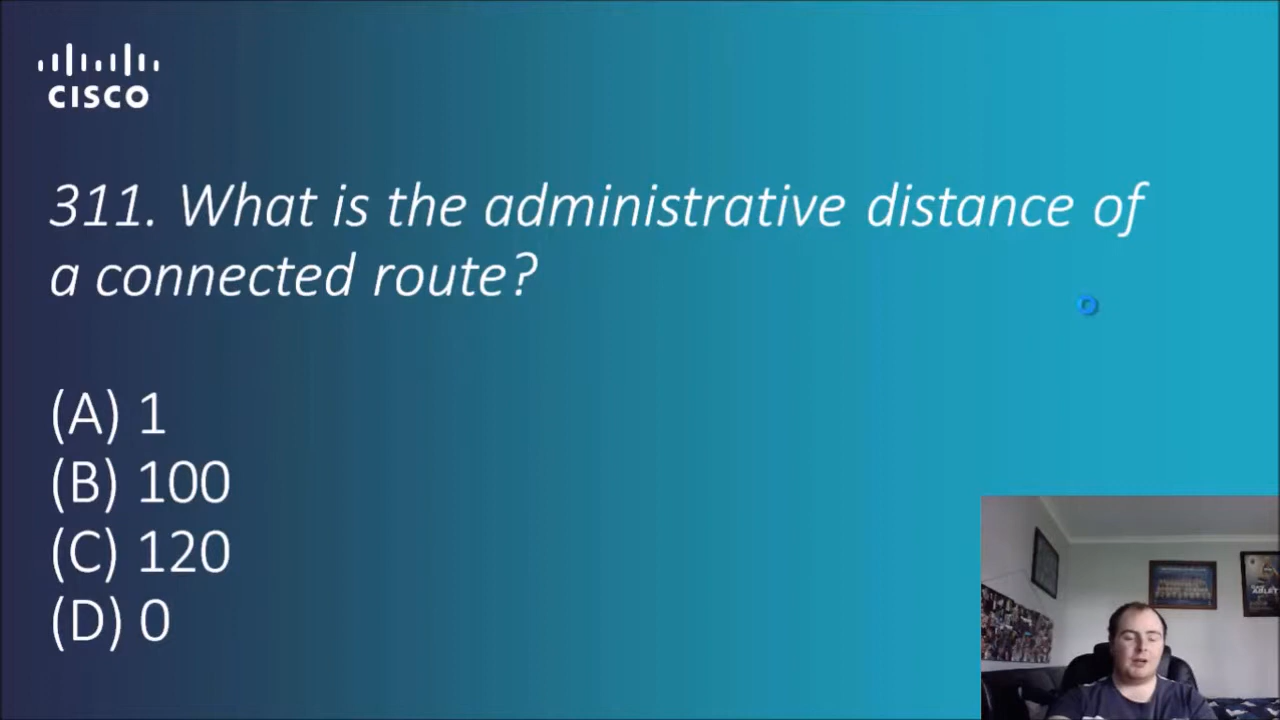 CISCO
311. What is the administrative distance of
a connected route?
(A) 1
(B) 100
(C) 120
(D) 0